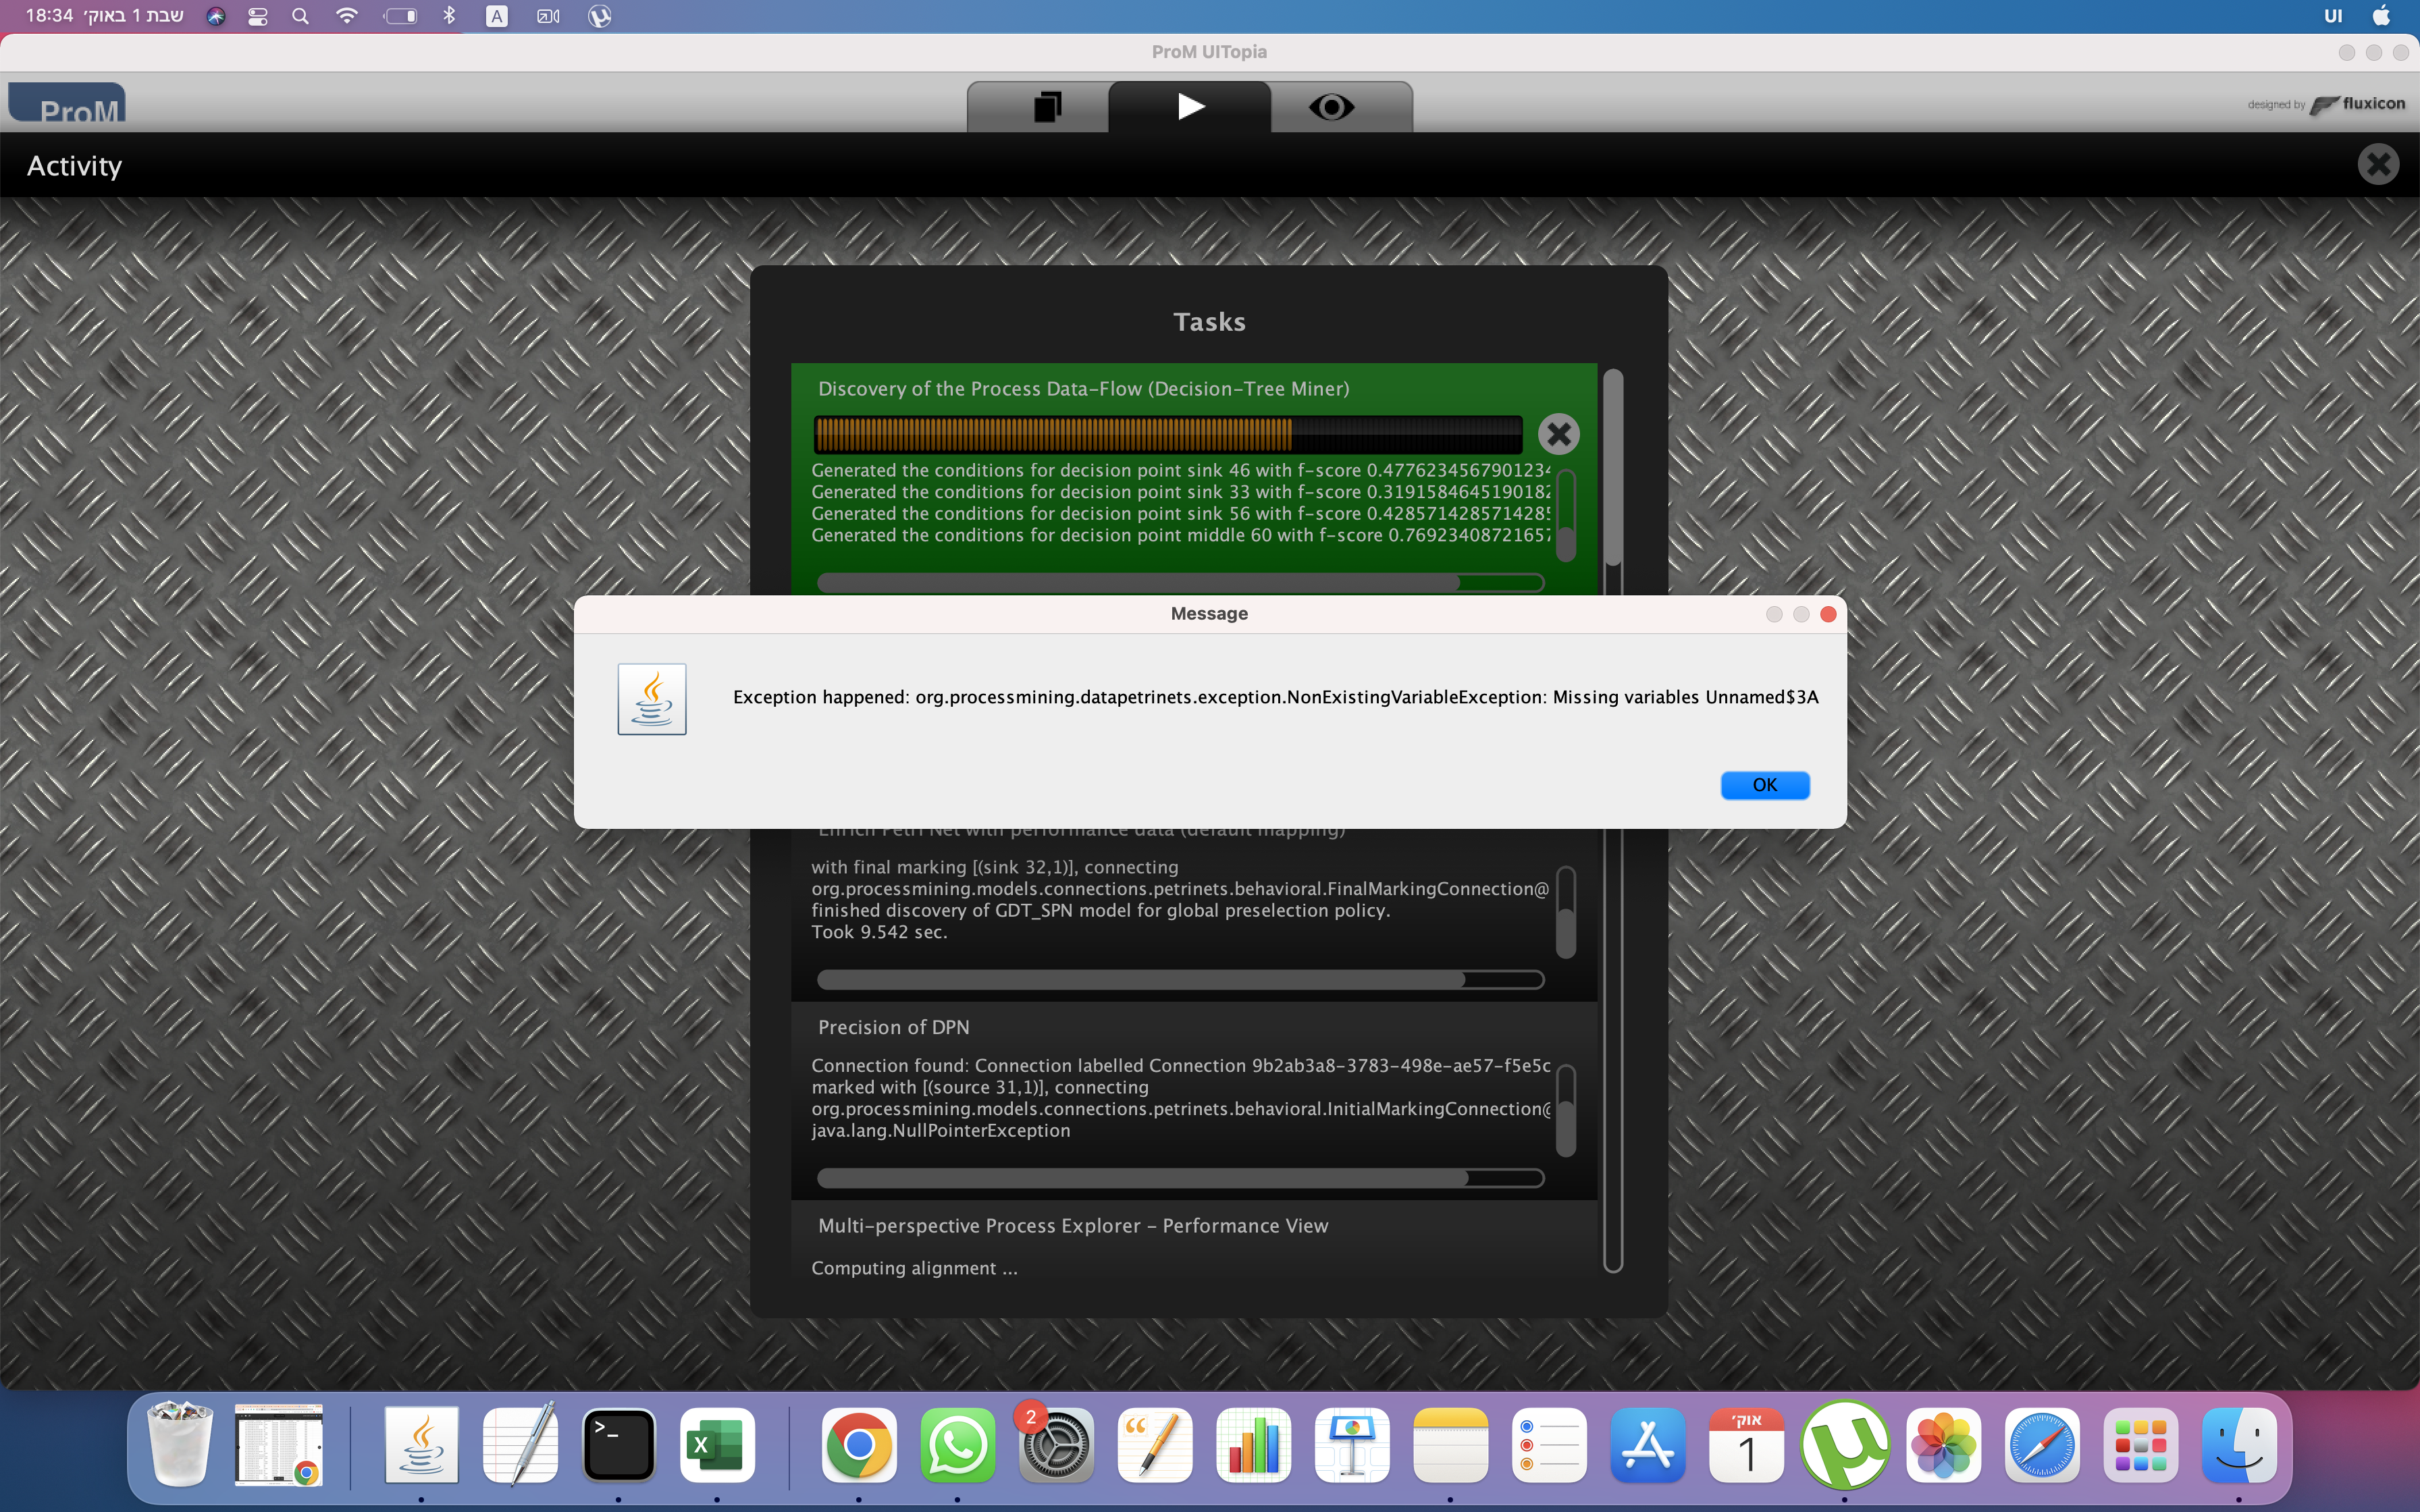 18:34 שבת 1 באוק׳
A
UI
ProM UITopia
ProM
designed by fluxicon
Activity
Tasks
Discovery of the Process Data-Flow (Decision-Tree Miner)
Generated the conditions for decision point sink 46 with f-score 0.4776234567901234
Generated the conditions for decision point sink 33 with f-score 0.319158464519018
Generated the conditions for decision point sink 56 with f-score 0.428571428571428
Generated the conditions for decision point middle 60 with f-score 0.76923408721657
Message
Exception happened: org.processmining.datapetrinets.exception.NonExistingVariableException: Missing variables Unnamed$3A
OK
Enrich Petri Net with performance data (default mapping)
with final marking [(sink 32,1)], connecting
org.processmining.models.connections.petrinets.behavioral.FinalMarkingConnection@
finished discovery of GDT_SPN model for global preselection policy.
Took 9.542 sec.
Precision of DPN
Connection found: Connection labelled Connection 9b2ab3a8-3783-498e-ae57-f5e5c
marked with [(source 31,1)], connecting
org.processmining.models.connections.petrinets.behavioral.InitialMarkingConnection@
java.lang.NullPointerException
Multi-perspective Process Explorer - Performance View
Computing alignment ...
2
אוק׳
1
>_
X